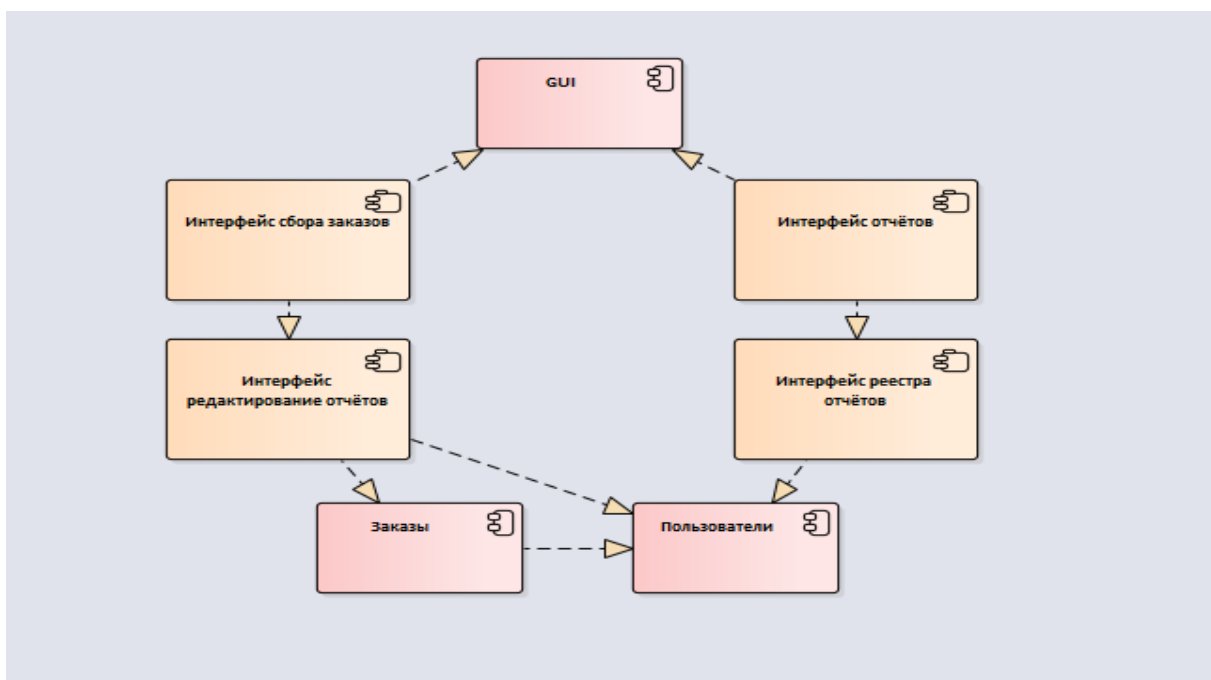 GUI
Интерфейс сбора заказов
Интерфейс отчётов
Интерфейс
редактирование отчётов
Интерфейс реестра
отчётов
Заказы
Пользователи